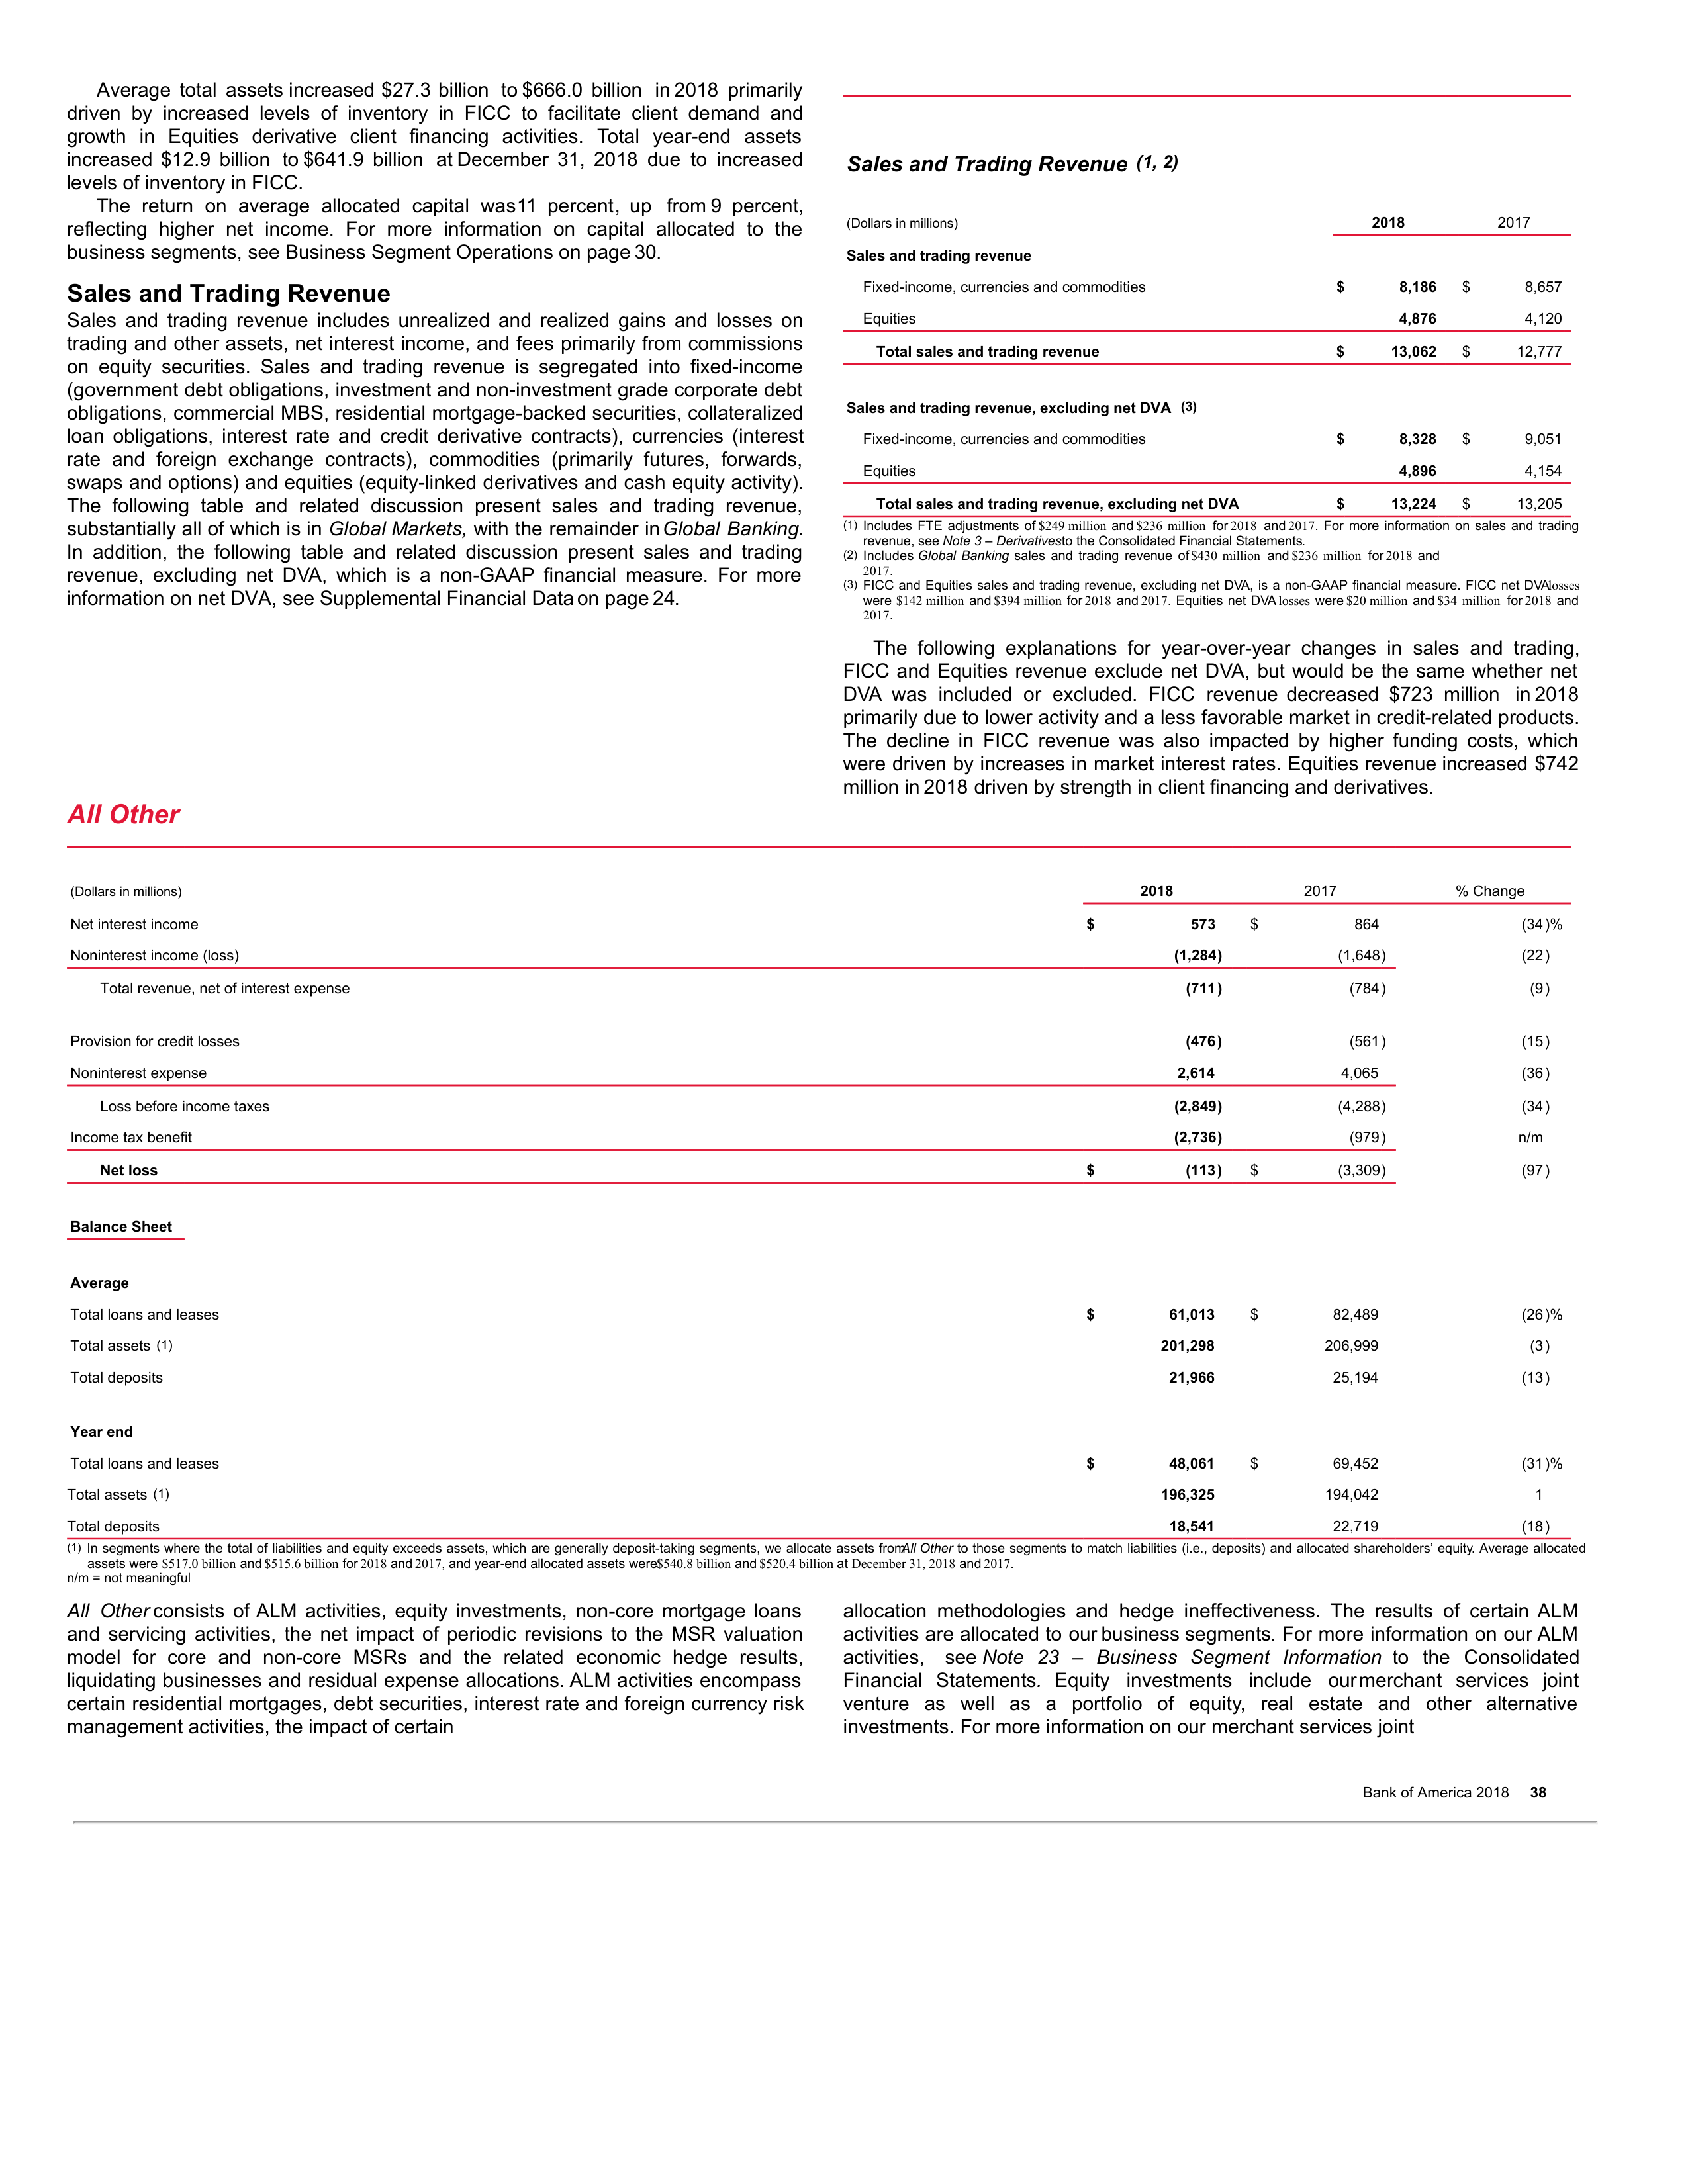 Average total assets increased $27.3 billion to $666.0 billion in 2018 primarily
driven by increased levels of inventory in FICC to facilitate client demand and
growth in Equities derivative client financing activities. Total year-end assets
increased $12.9 billion to $641.9 billion at December 31, 2018 due to increased
levels of inventory in FICC.
The return on average allocated capital was 11 percent, up from 9 percent,
reflecting higher net income. For more information on capital allocated to the
business segments, see Business Segment Operations on page 30.
Sales and Trading Revenue
Sales and trading revenue includes unrealized and realized gains and losses on
trading and other assets, net interest income, and fees primarily from commissions
on equity securities. Sales and trading revenue is segregated into fixed-income
(government debt obligations, investment and non-investment grade corporate debt
obligations, commercial MBS, residential mortgage-backed securities, collateralized
loan obligations, interest rate and credit derivative contracts), currencies (interest
rate and foreign exchange contracts), commodities (primarily futures, forwards,
swaps and options) and equities (equity-linked derivatives and cash equity activity).
The following table and related discussion present sales and trading revenue,
substantially all of which is in Global Markets, with the remainder in Global Banking.
In addition, the following table and related discussion present sales and trading
revenue, excluding net DVA, which is a non-GAAP financial measure. For more
information on net DVA, see Supplemental Financial Data on page 24.
Sales and Trading Revenue (1, 2)
(Dollars in millions) 2018 2017
Sales and trading revenue
Fixed-income, currencies and commodities $ 8,186 $ 8,657
Equities 4,876 4,120
Total sales and trading revenue $ 13,062 $ 12,777
Sales and trading revenue, excluding net DVA (3)
Fixed-income, currencies and commodities $ 8,328 $ 9,051
Equities 4,896 4,154
Total sales and trading revenue, excluding net DVA $ 13,224 $ 13,205
(1) Includes FTE adjustments of $249 million and $236 million for 2018 and 2017. For more information on sales and trading
revenue, see Note 3 – Derivatives to the Consolidated Financial Statements.
(2) Includes Global Banking sales and trading revenue of $430 million and $236 million for 2018 and
2017.
(3) FICC and Equities sales and trading revenue, excluding net DVA, is a non-GAAP financial measure. FICC net DVA losses
were $142 million and $394 million for 2018 and 2017. Equities net DVA losses were $20 million and $34 million for 2018 and
2017.
The following explanations for year-over-year changes in sales and trading,
FICC and Equities revenue exclude net DVA, but would be the same whether net
DVA was included or excluded. FICC revenue decreased $723 million in 2018
primarily due to lower activity and a less favorable market in credit-related products.
The decline in FICC revenue was also impacted by higher funding costs, which
were driven by increases in market interest rates. Equities revenue increased $742
million in 2018 driven by strength in client financing and derivatives.
All Other
(Dollars in millions) 2018 2017 % Change
Net interest income $ 573 $ 864 (34)%
Noninterest income (loss) (1,284) (1,648) (22)
Total revenue, net of interest expense (711) (784) (9)
Provision for credit losses (476) (561) (15)
Noninterest expense 2,614 4,065 (36)
Loss before income taxes (2,849) (4,288) (34)
Income tax benefit (2,736) (979) n/m
Net loss $ (113) $ (3,309) (97)
Balance Sheet
Average
Total loans and leases $ 61,013 $ 82,489 (26)%
Total assets (1) 201,298 206,999 (3)
Total deposits 21,966 25,194 (13)
Year end
Total loans and leases $ 48,061 $ 69,452 (31)%
Total assets (1) 196,325 194,042 1
Total deposits 18,541 22,719 (18)
(1) In segments where the total of liabilities and equity exceeds assets, which are generally deposit-taking segments, we allocate assets from All Other to those segments to match liabilities (i.e., deposits) and allocated shareholders' equity. Average allocated
assets were $517.0 billion and $515.6 billion for 2018 and 2017, and year-end allocated assets were $540.8 billion and $520.4 billion at December 31, 2018 and 2017.
n/m = not meaningful
All Other consists of ALM activities, equity investments, non-core mortgage loans
and servicing activities, the net impact of periodic revisions to the MSR valuation
model for core and non-core MSRs and the related economic hedge results,
liquidating businesses and residual expense allocations. ALM activities encompass
certain residential mortgages, debt securities, interest rate and foreign currency risk
management activities, the impact of certain
allocation methodologies and hedge ineffectiveness. The results of certain ALM
activities are allocated to our business segments. For more information on our ALM
activities, see Note 23 – Business Segment Information to the Consolidated
Financial Statements. Equity investments include our merchant services joint
venture as well as a portfolio of equity, real estate and other alternative
investments. For more information on our merchant services joint
Bank of America 2018 38